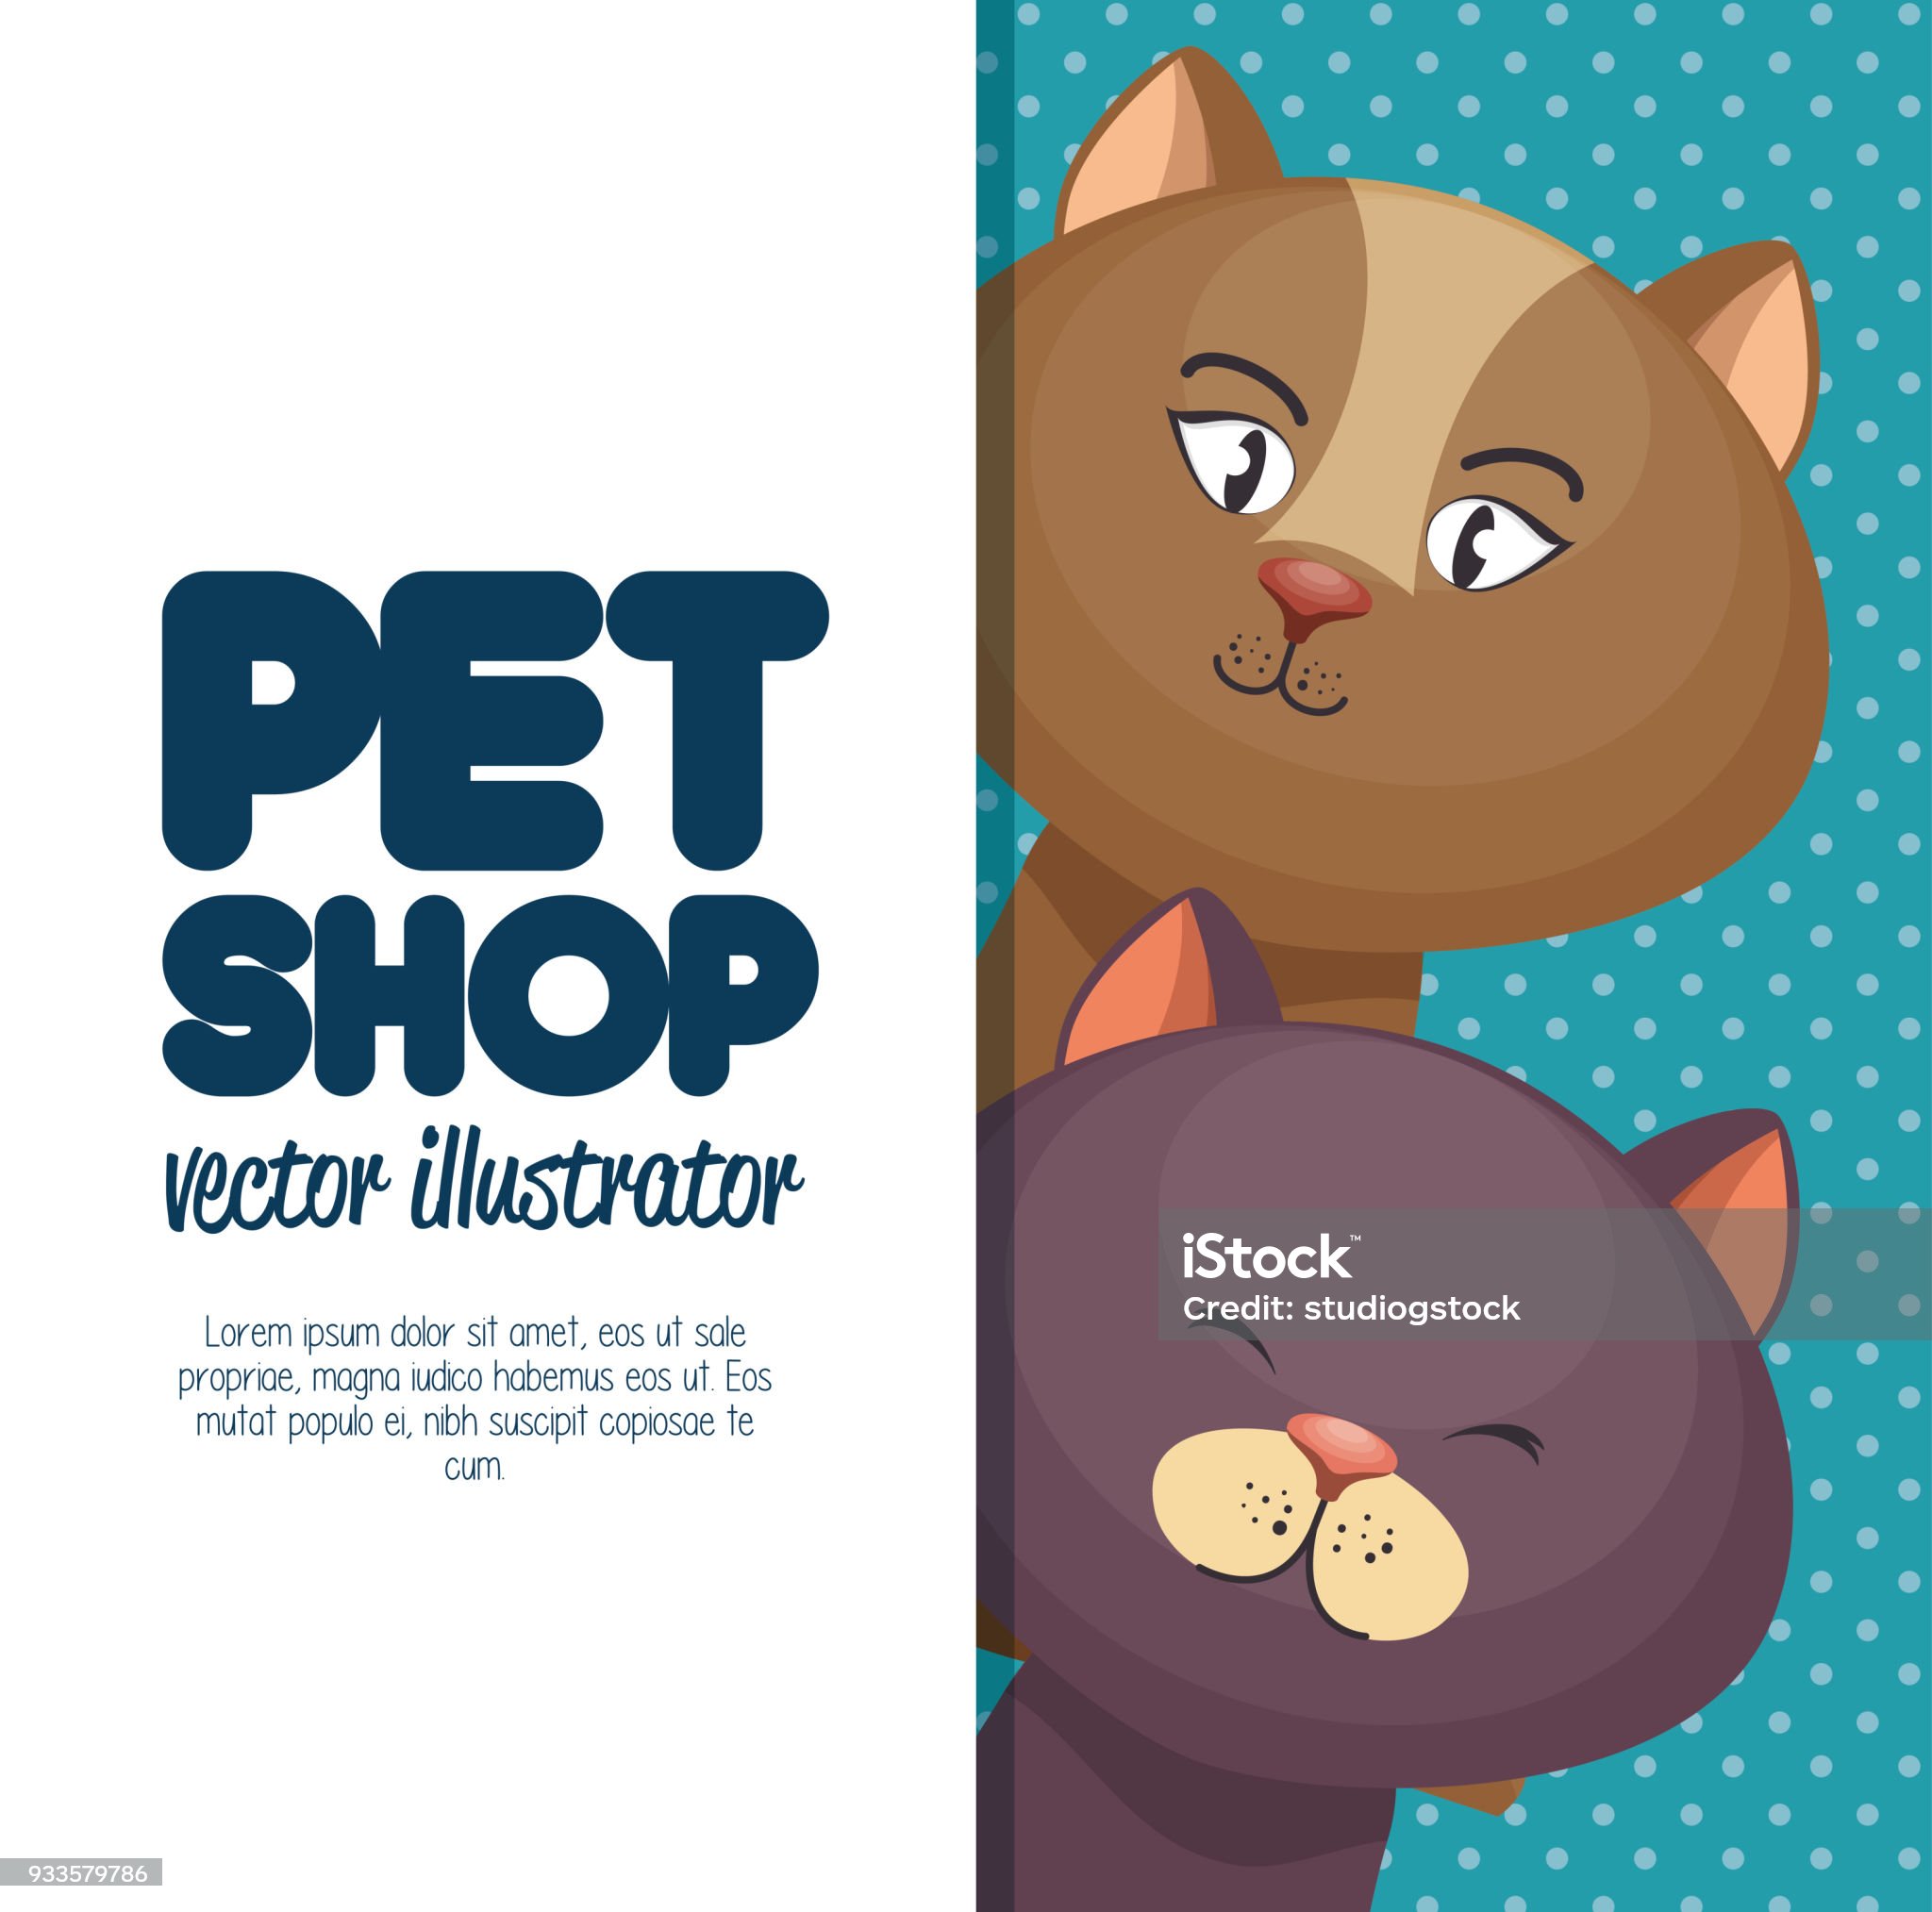 PET
SHOP
vector illustrator
Lorem ipsum dolor sit amet, eos ut sale
propriae, magna iudico habemus eos ut. Eos
mutat populo ei, nibh suscipit copiosae te
cum.
iStock™
Credit: studiogstock
933579786